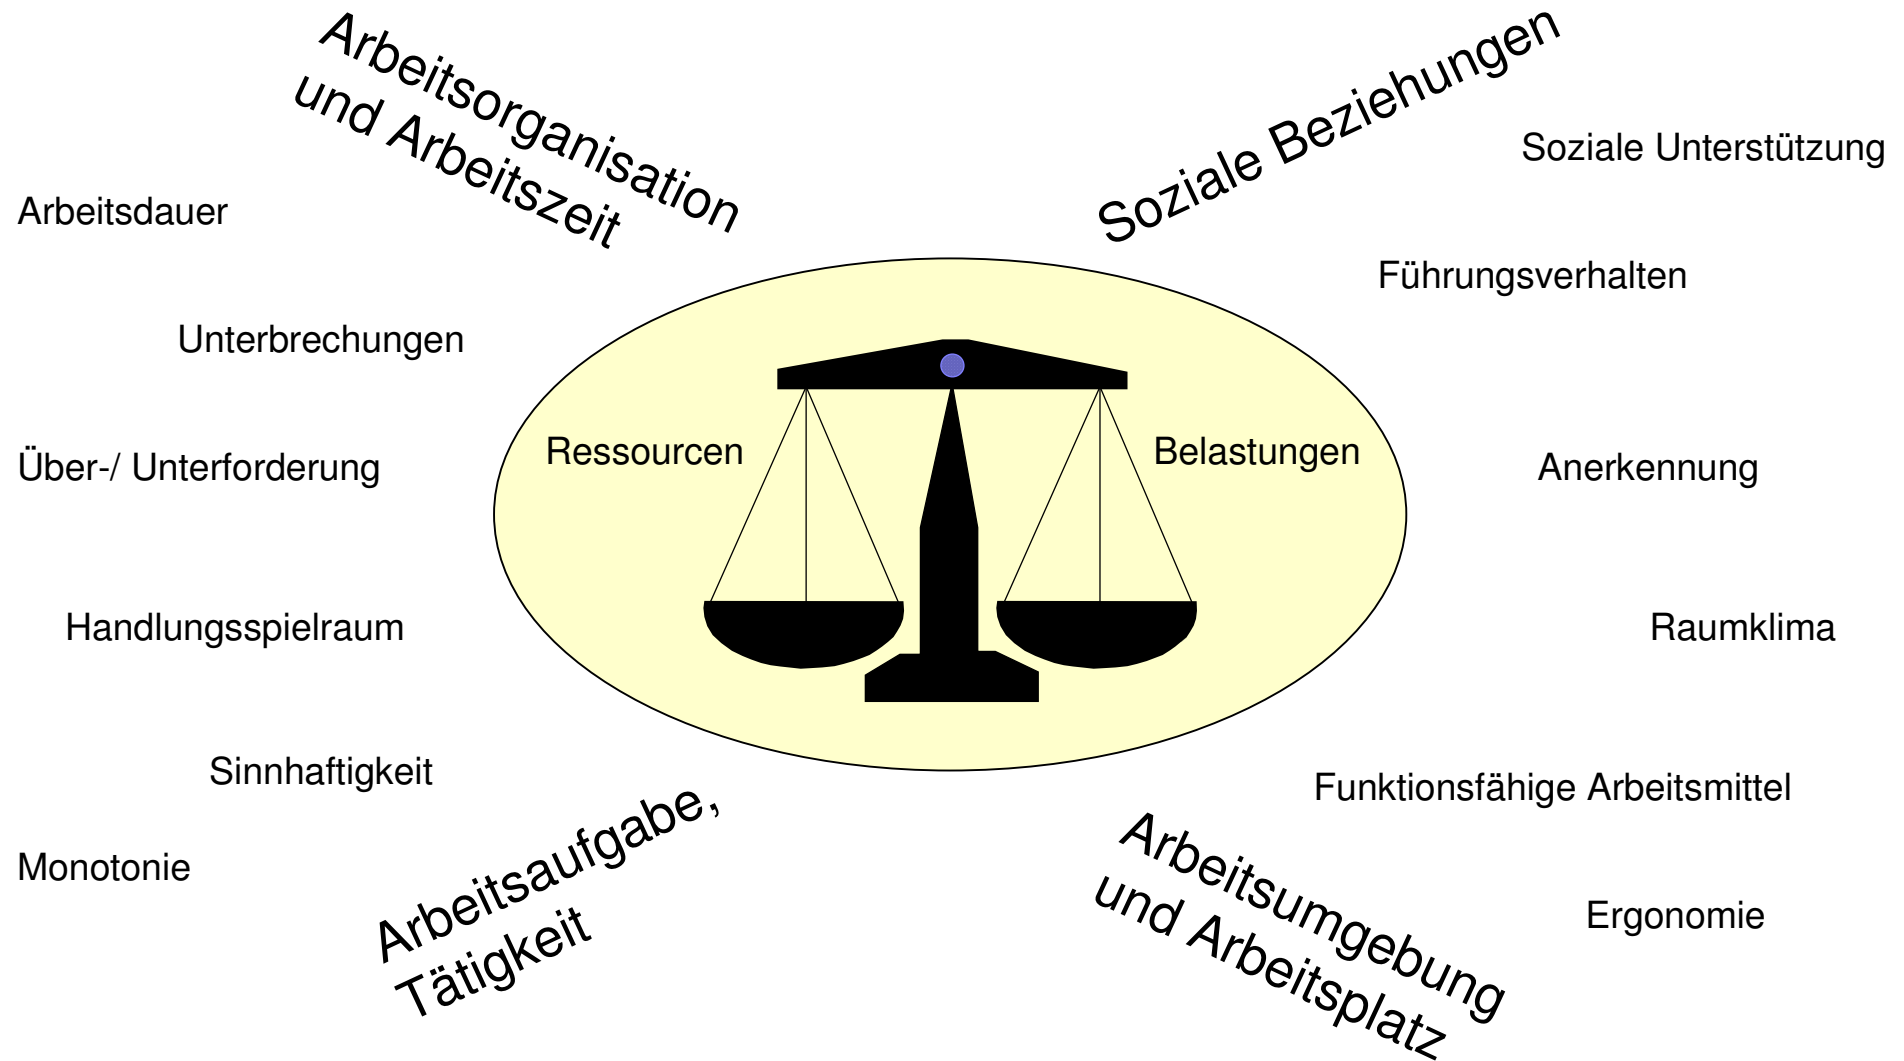 Arbeitsorganisation
und Arbeitszeit
Soziale Beziehungen
Soziale Unterstützung
Arbeitsdauer
Führungsverhalten
Unterbrechungen
Ressourcen
Belastungen
Über-/ Unterforderung
Anerkennung
Handlungsspielraum
Raumklima
Sinnhaftigkeit
Funktionsfähige Arbeitsmittel
Monotonie
Arbeitsaufgabe,
Tätigkeit
Arbeitsumgebung
und Arbeitsplatz
Ergonomie